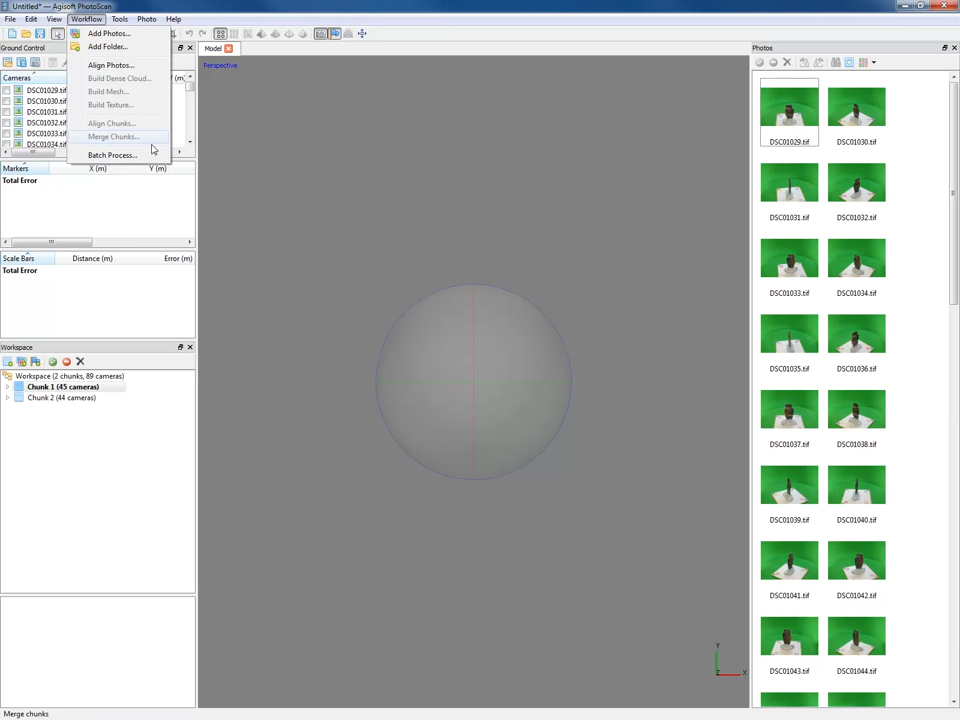 Untitled* — Agisoft PhotoScan
File Edit View Workflow Tools Photo Help
Add Photos...
Add Folder...
Align Photos...
Build Dense Cloud...
Build Mesh...
Build Texture...
Align Chunks...
Merge Chunks...
Batch Process...
Ground Control
Cameras
(m)
DSC01029.tif
DSC01030.tif
DSC01031.tif
DSC01032.tif
DSC01033.tif
DSC01034.tif
Markers X (m) Y (m)
Total Error
Scale Bars Distance (m) Error (m)
Total Error
Workspace
Workspace (2 chunks, 89 cameras)
Chunk 1 (45 cameras)
Chunk 2 (44 cameras)
Model
Perspective
Y
Z X
Photos
DSC01029.tif DSC01030.tif
DSC01031.tif DSC01032.tif
DSC01033.tif DSC01034.tif
DSC01035.tif DSC01036.tif
DSC01037.tif DSC01038.tif
DSC01039.tif DSC01040.tif
DSC01041.tif DSC01042.tif
DSC01043.tif DSC01044.tif
Merge chunks